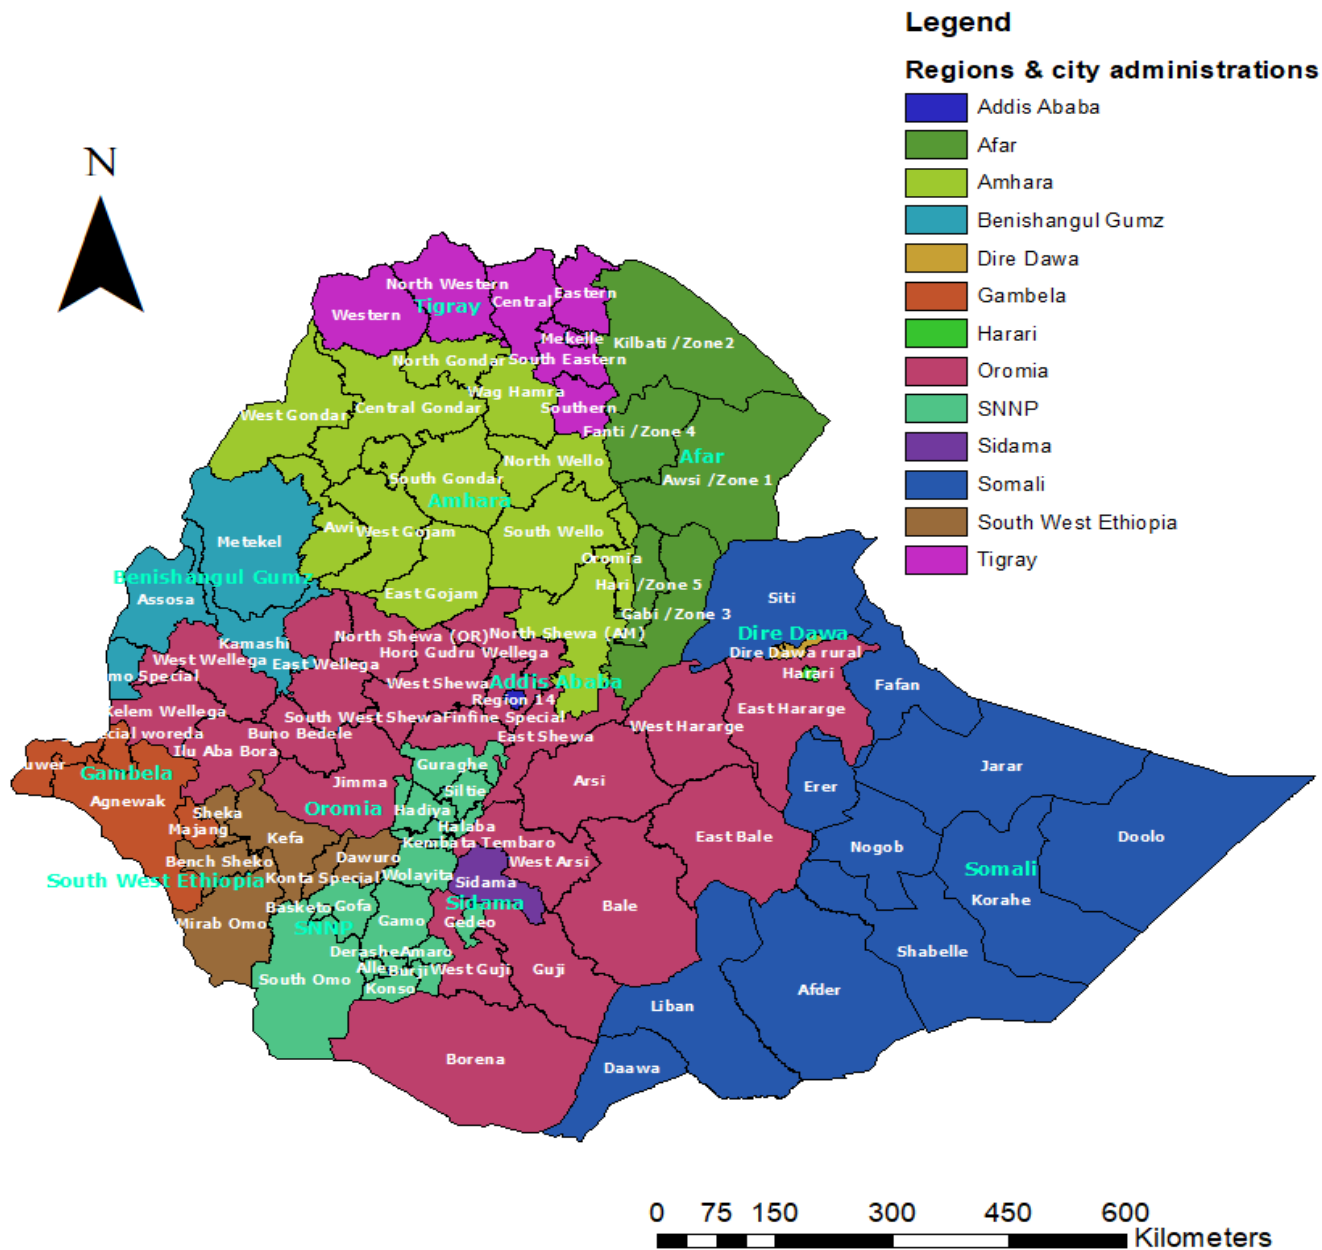 Legend
Regions & city administrations
Addis Ababa
Afar
Amhara
Benishangul Gumz
Dire Dawa
Gambela
Harari
Oromia
SNNP
Sidama
Somali
South West Ethiopia
Tigray
N
North Western
Tigray
Western
Central
Eastern
Mekelle
Kilbati /Zone2
North Gondar
South Eastern
Wag Hamra
Central Gondar
Southern
West Gondar
Fanti /Zone 4
Afar
North Wello
South Gondar
Awsi /Zone 1
Amhara
Awi
West Gojam
South Wello
Metekel
Oromia
Benishangul Gumz
Hari /Zone 5
Assosa
East Gojam
Siti
Gabi /Zone 3
Dire Dawa
North Shewa (OR)
North Shewa (AM)
Kamashi
Horo Gudru Wellega
Dire Dawa rural
West Wellega
East Wellega
mo Special
Harari
West Shewa
Addis Ababa
Fafan
Region 14
Kelem Wellega
East Hararge
South West Shewa
Finfine Special
West Hararge
cial woreda
Buno Bedele
East Shewa
Ilu Aba Bora
uwer
Guraghe
Jarar
Gambela
Jimma
Arsi
Erer
Siltie
Agnewak
Oromia
Hadiya
Sheka
Majang
Halaba
Kefa
East Bale
Doolo
Kembata Tembaro
Nogob
Dawuro
Bench Sheko
West Arsi
Somali
Konta Special
Wolayita
South West Ethiopia
Sidama
Korahe
Sidama
Basketo
Gofa
Bale
Mirab Omo
SNNP
Gamo
Gedeo
Derashe
Amaro
Shabelle
Alle
Burji
West Guji
Guji
South Omo
Konso
Afder
Liban
Borena
Daawa
0 75 150 300 450 600
Kilometers